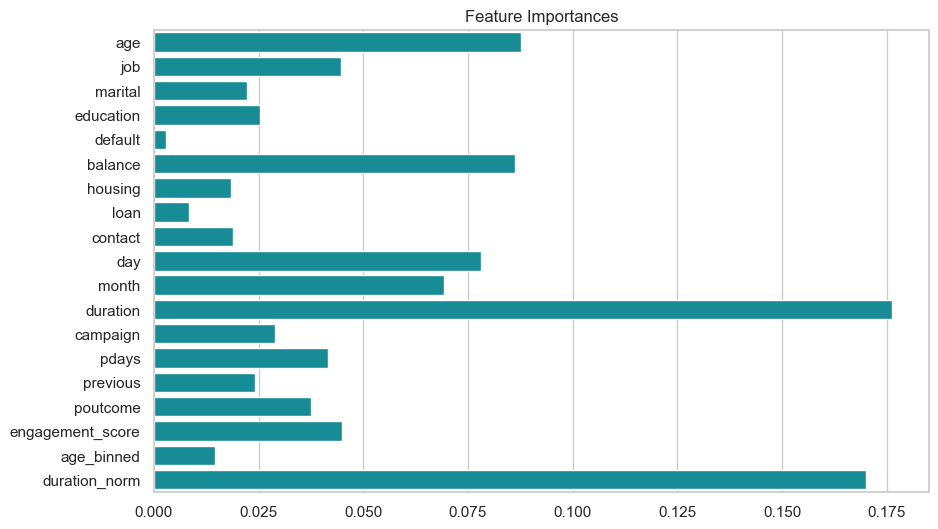 Feature Importances
age
job
marital
education
default
balance
housing
loan
contact
day
month
duration
campaign
pdays
previous
poutcome
engagement_score
age_binned
duration_norm
0.000 0.025 0.050 0.075 0.100 0.125 0.150 0.175